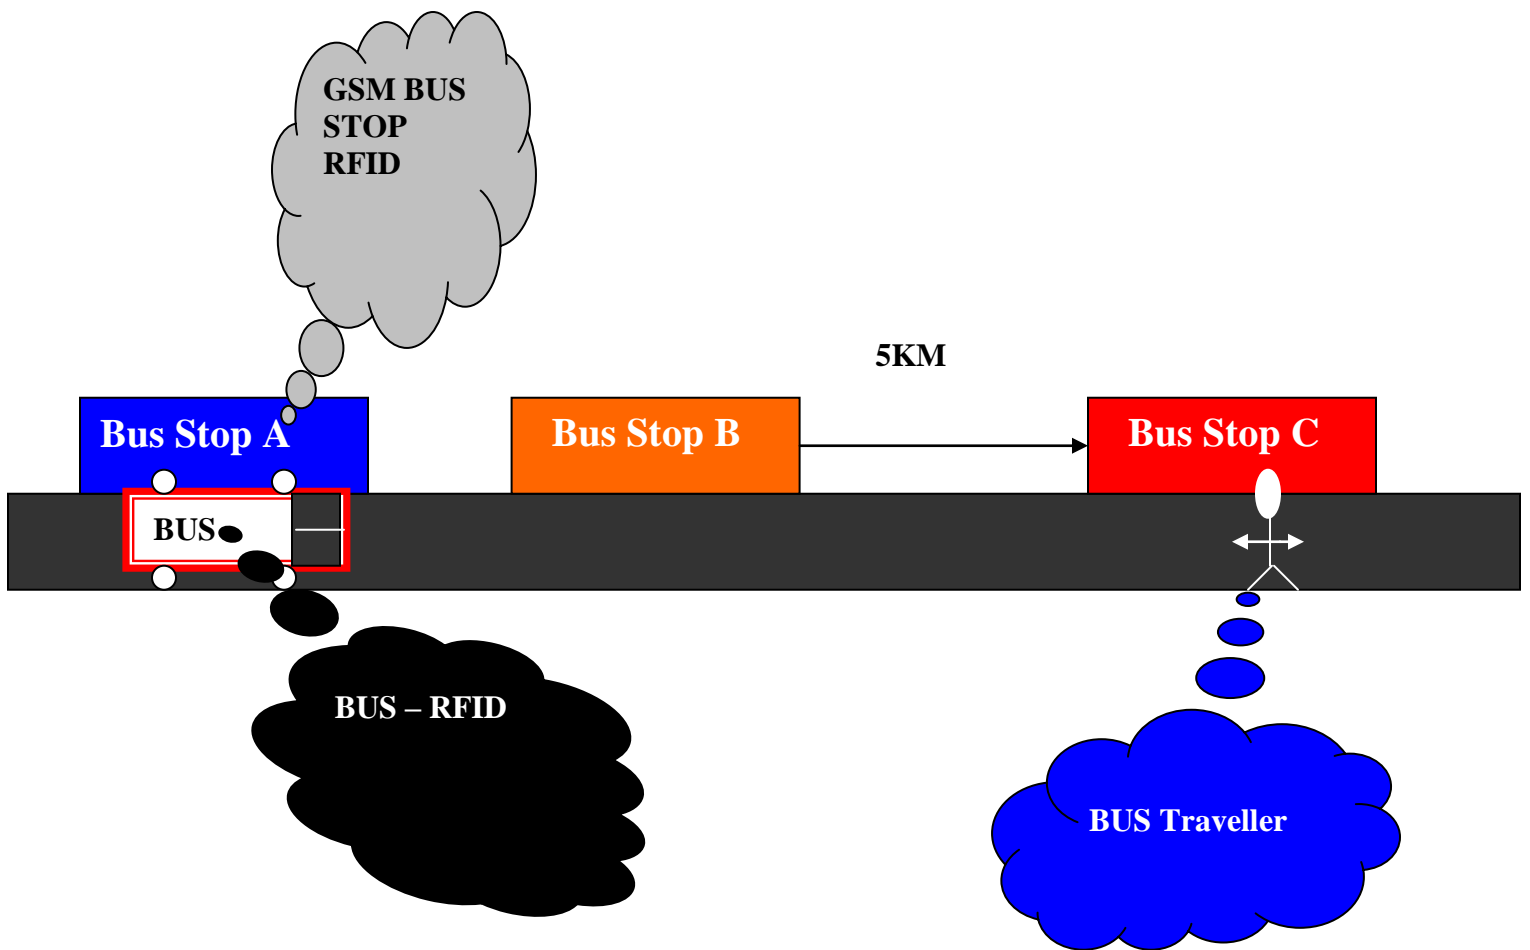 GSM BUS
STOP
RFID
5KM
Bus Stop A
Bus Stop B
Bus Stop C
BUS
BUS – RFID
BUS Traveller